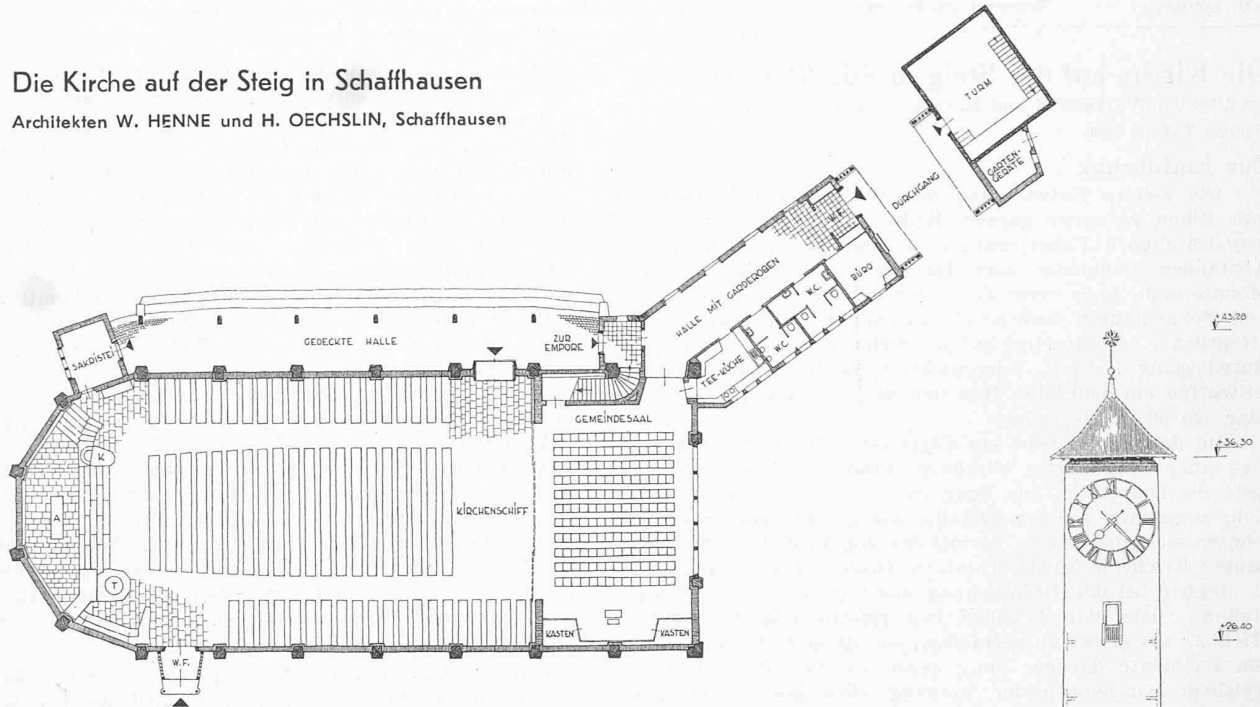 Die Kirche auf der Steig in Schaffhausen
Architekten W. HENNE und H. OECHSLIN, Schaffhausen
TURM
GARTEN-
GERÄTE
DURCHGANG
W.F.
BÜRO
HALLE MIT GARDEROBEN
W.C.
W.C.
TEE-KÜCHE
SAKRISTEI
GEDECKTE HALLE
ZUR
EMPORE
GEMEINDESAAL
K
A
T
KIRCHENSCHIFF
KASTEN
KASTEN
W.F.
+43,28
+36,30
+26,40